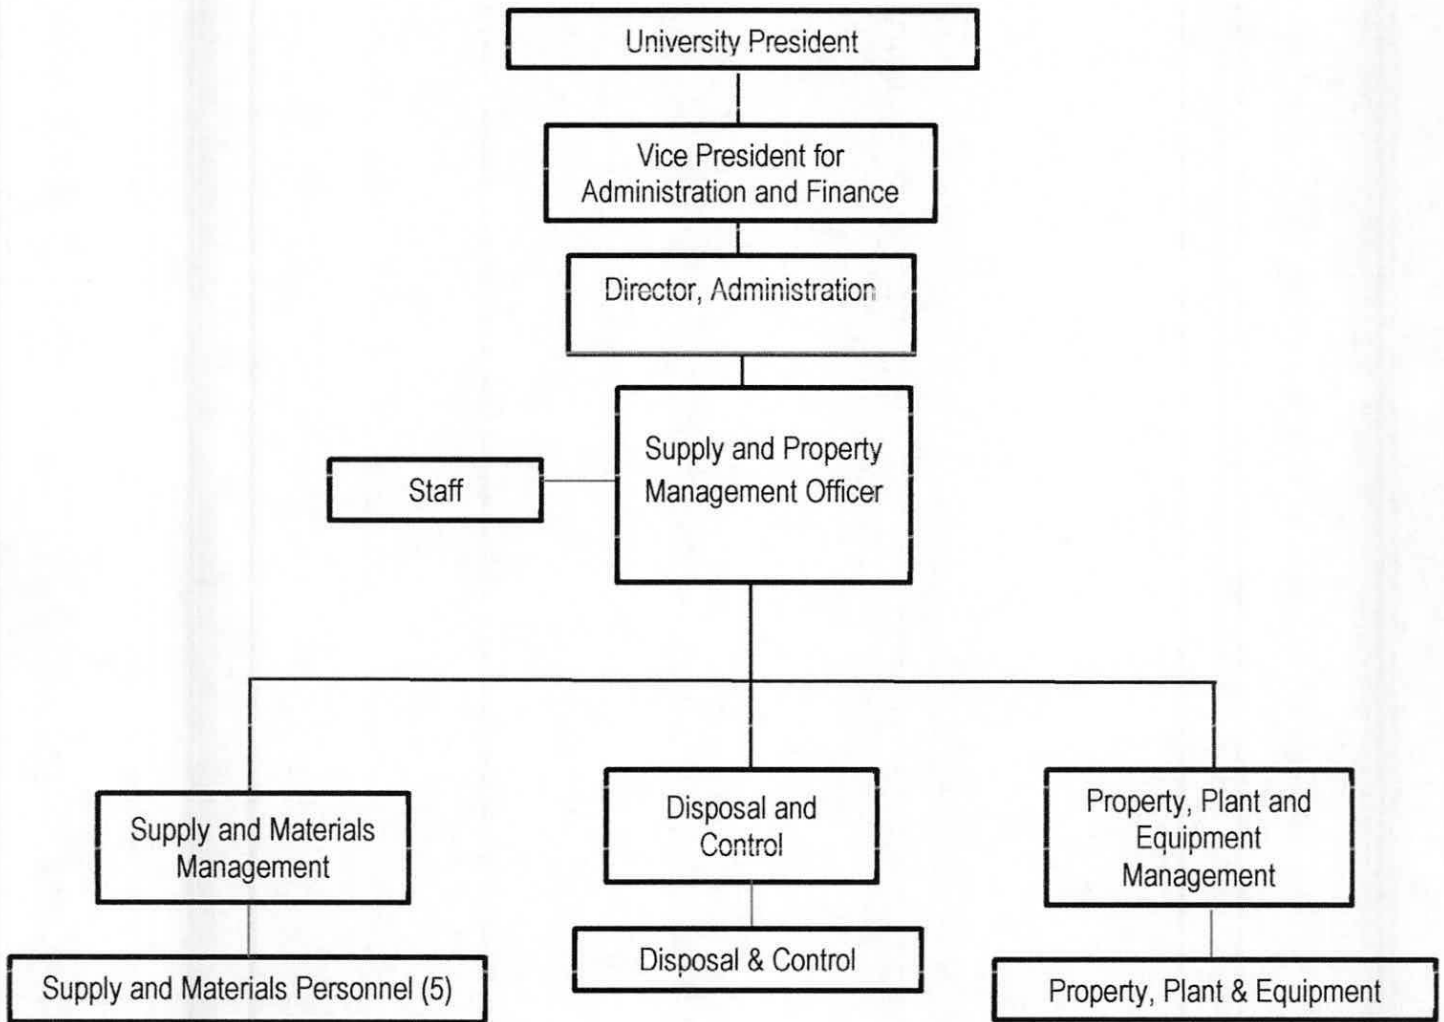 University President
Vice President for
Administration and Finance
Director, Administration
Supply and Property
Management Officer
Staff
Supply and Materials
Management
Disposal and
Control
Property, Plant and
Equipment
Management
Supply and Materials Personnel (5)
Disposal & Control
Property, Plant & Equipment